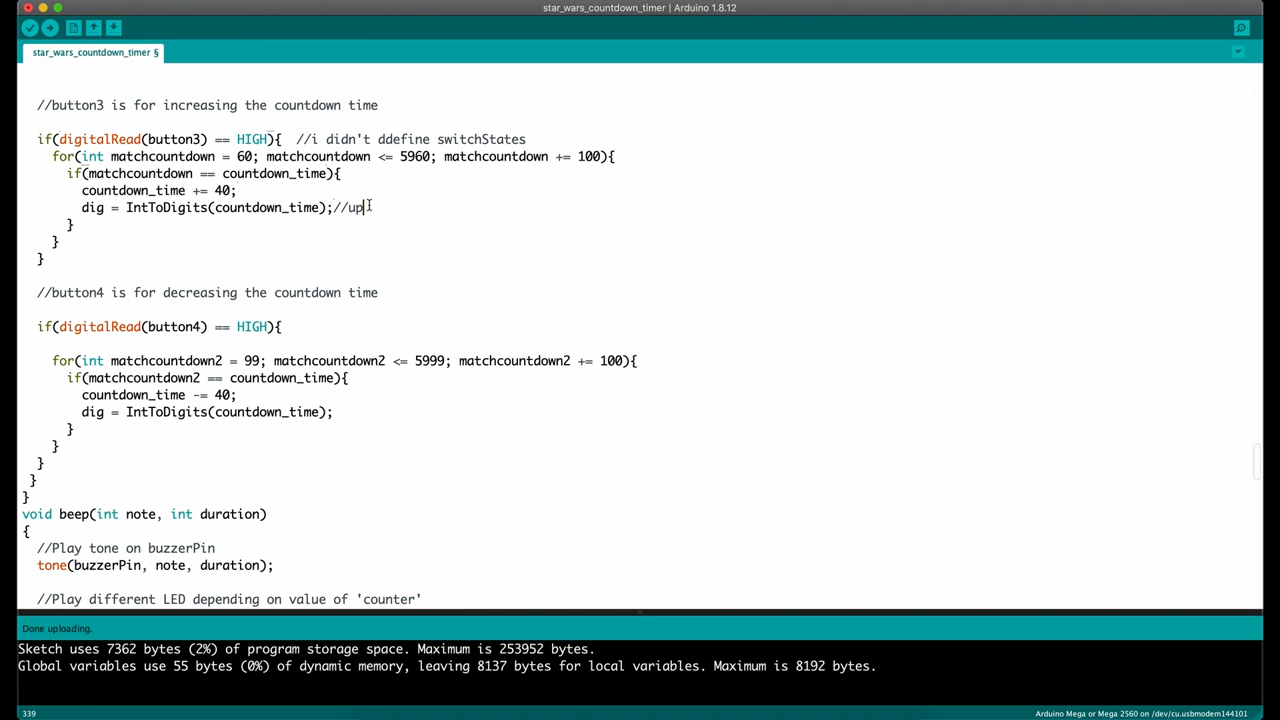 star_wars_countdown_timer | Arduino 1.8.12
star_wars_countdown_timer §
//button3 is for increasing the countdown time
if(digitalRead(button3) == HIGH){  //i didn't ddefine switchStates
for(int matchcountdown = 60; matchcountdown <= 5960; matchcountdown += 100){
if(matchcountdown == countdown_time){
countdown_time += 40;
dig = IntToDigits(countdown_time);//up
}
}
}
//button4 is for decreasing the countdown time
if(digitalRead(button4) == HIGH){
for(int matchcountdown2 = 99; matchcountdown2 <= 5999; matchcountdown2 += 100){
if(matchcountdown2 == countdown_time){
countdown_time -= 40;
dig = IntToDigits(countdown_time);
}
}
}
}
}
void beep(int note, int duration)
{
//Play tone on buzzerPin
tone(buzzerPin, note, duration);
//Play different LED depending on value of 'counter'
Done uploading.
Sketch uses 7362 bytes (2%) of program storage space. Maximum is 253952 bytes.
Global variables use 55 bytes (0%) of dynamic memory, leaving 8137 bytes for local variables. Maximum is 8192 bytes.
339
Arduino Mega or Mega 2560 on /dev/cu.usbmodem144101